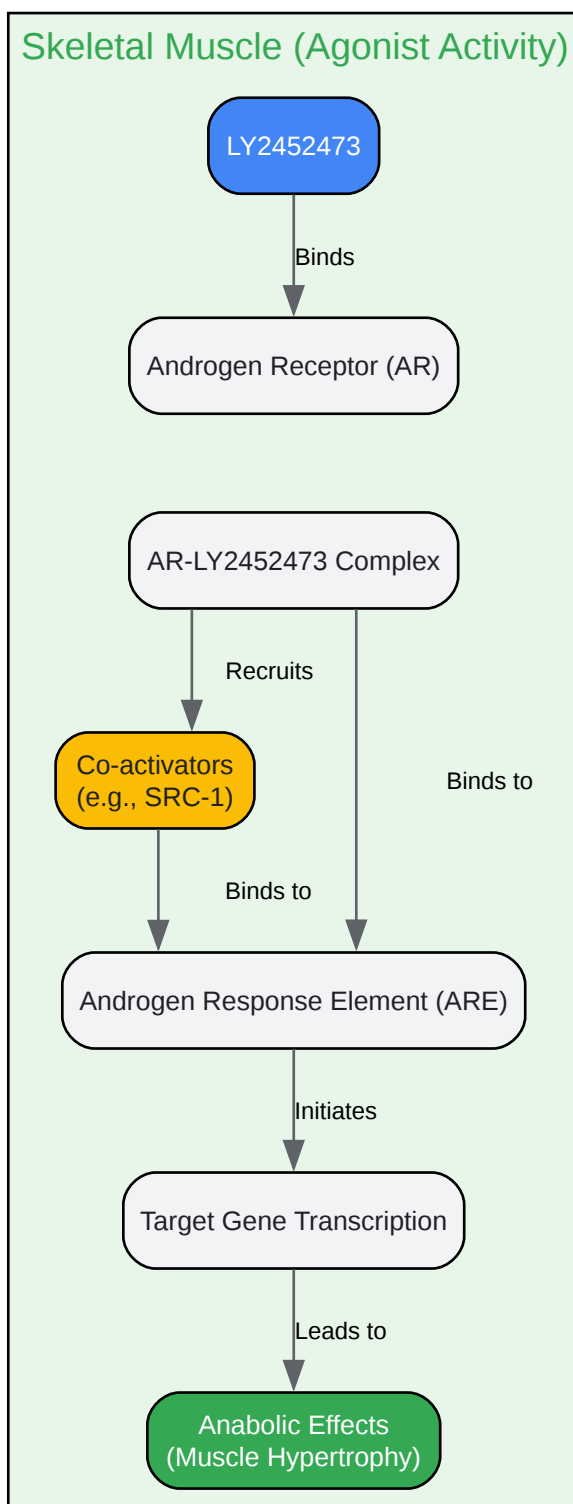 Skeletal Muscle (Agonist Activity)
LY2452473
Binds
Androgen Receptor (AR)
AR-LY2452473 Complex
Recruits
Co-activators
(e.g., SRC-1)
Binds to
Binds to
Androgen Response Element (ARE)
Initiates
Target Gene Transcription
Leads to
Anabolic Effects
(Muscle Hypertrophy)